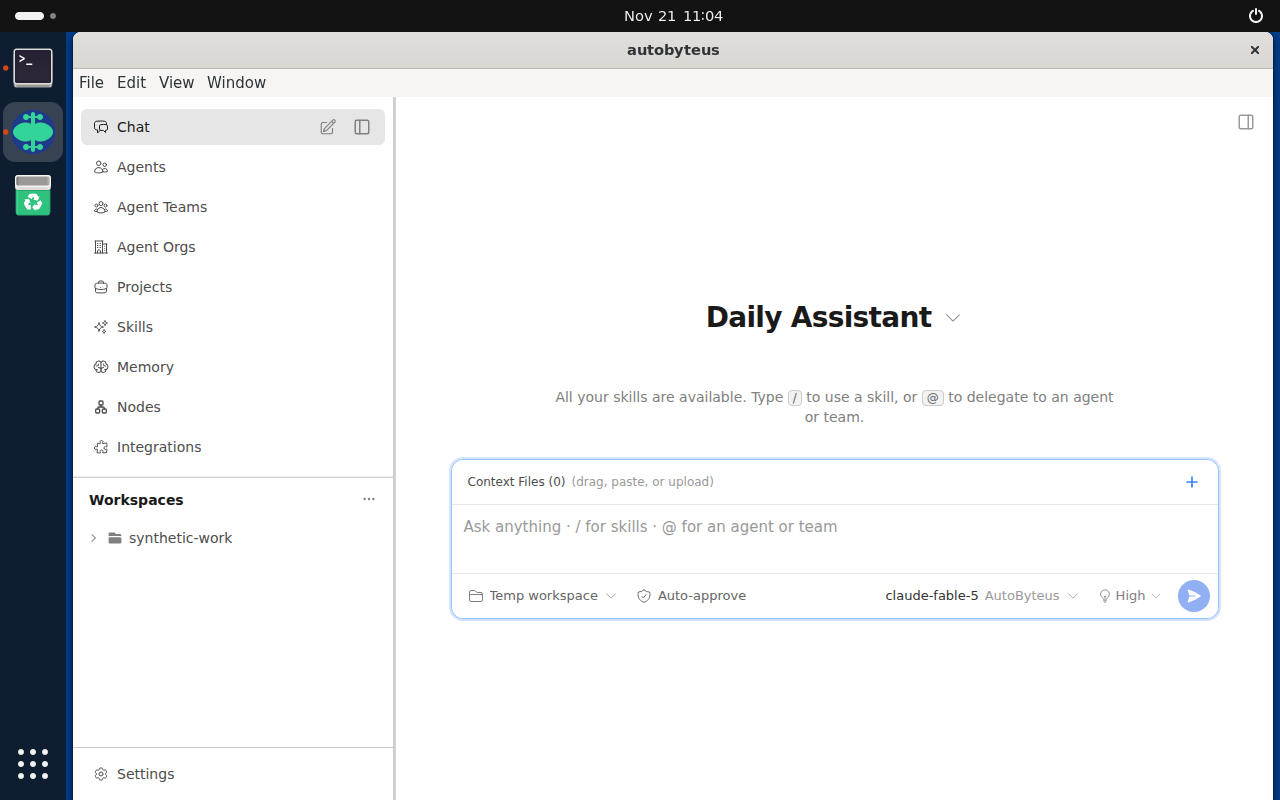 Nov 21 11:04
autobyteus
File Edit View Window
Chat
Agents
Agent Teams
Agent Orgs
Projects
Skills
Memory
Nodes
Integrations
Workspaces
synthetic-work
Settings
Daily Assistant
All your skills are available. Type / to use a skill, or @ to delegate to an agent
or team.
Context Files (0) (drag, paste, or upload)
Ask anything · / for skills · @ for an agent or team
Temp workspace Auto-approve claude-fable-5 AutoByteus High